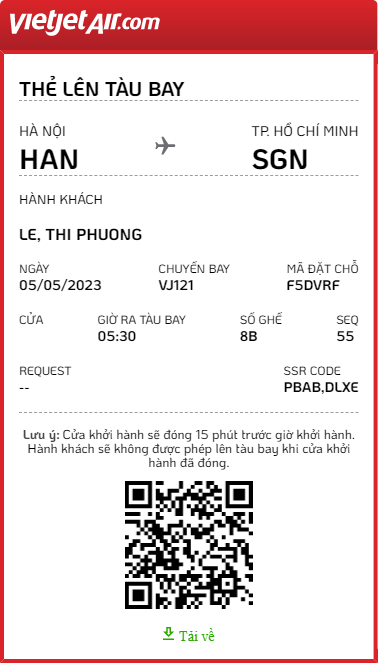 vietjetAir.com
THẺ LÊN TÀU BAY
HÀ NỘI TP. HỒ CHÍ MINH
HAN SGN
HÀNH KHÁCH
LE, THI PHUONG
NGÀY CHUYẾN BAY MÃ ĐẶT CHỖ
05/05/2023 VJ121 F5DVRF
CỬA GIỜ RA TÀU BAY SỐ GHẾ SEQ
05:30 8B 55
REQUEST SSR CODE
-- PBAB,DLXE
Lưu ý: Cửa khởi hành sẽ đóng 15 phút trước giờ khởi hành.
Hành khách sẽ không được phép lên tàu bay khi cửa khởi
hành đã đóng.
Tải về